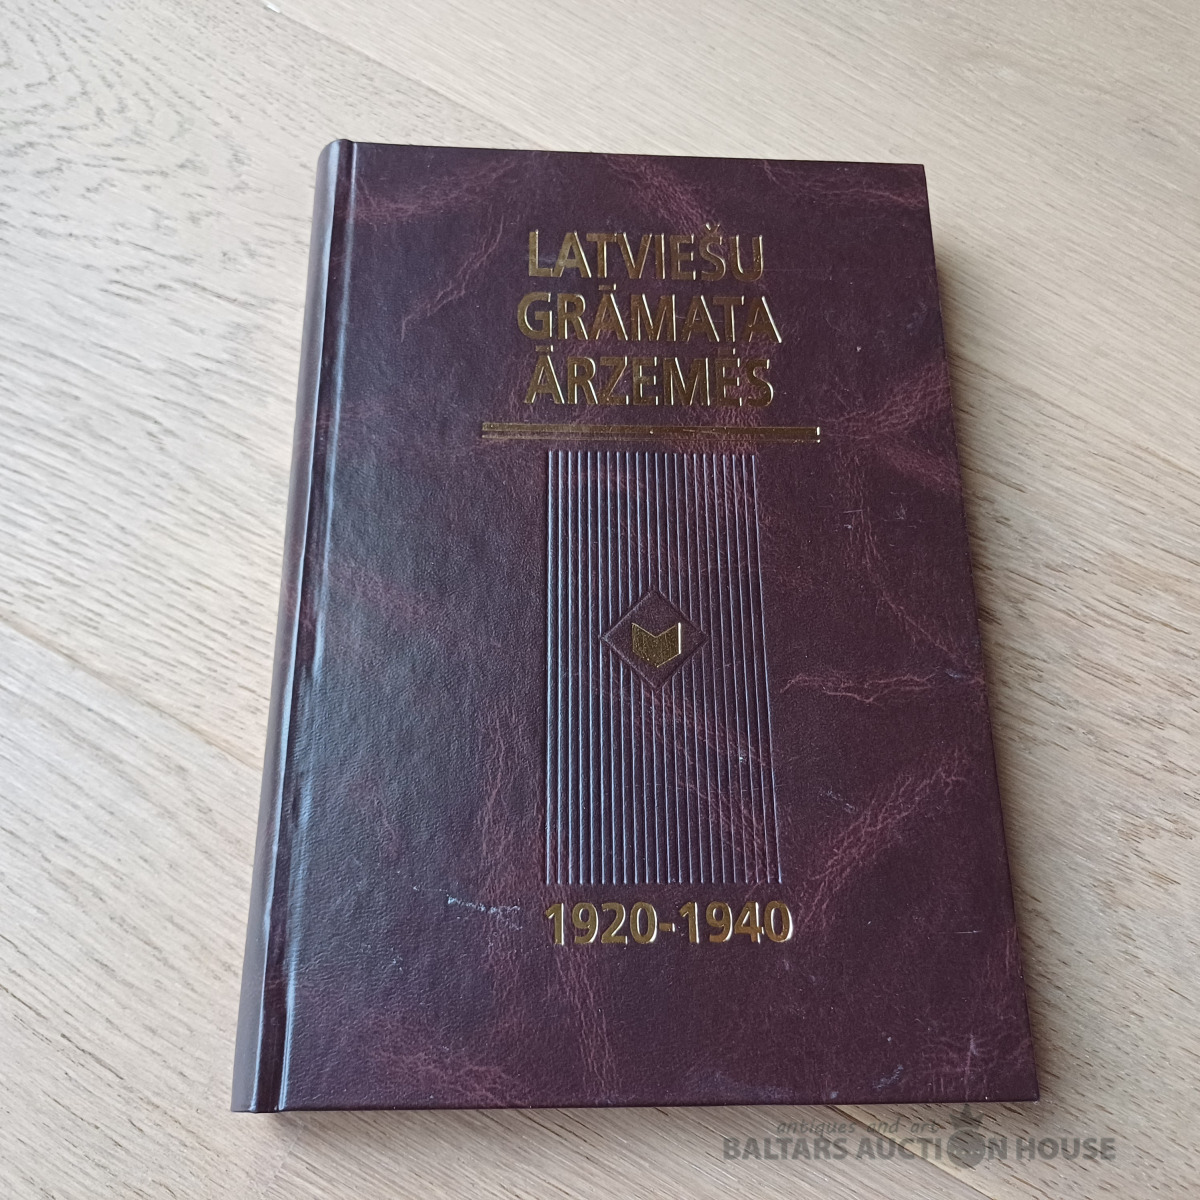 LATVIEŠU
GRĀMATA
ĀRZEMĒS
1920-1940
antiques and art
BALTARS AUCTION HOUSE